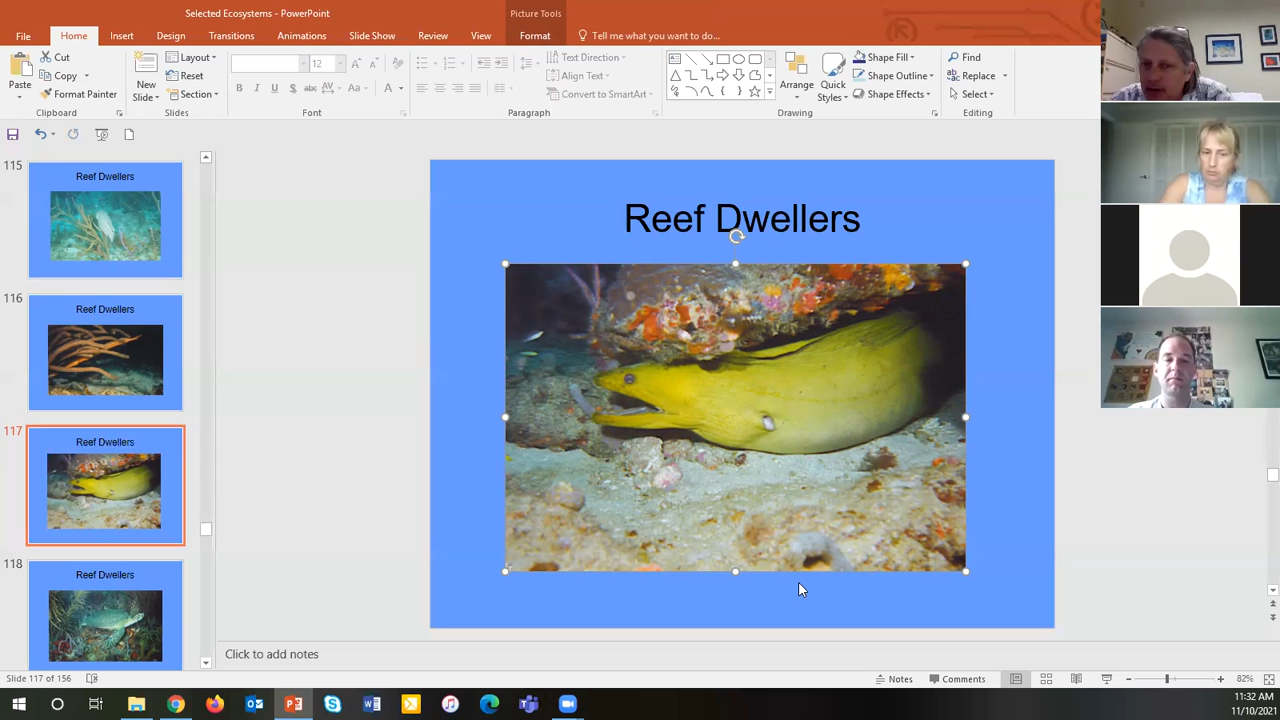 Selected Ecosystems - PowerPoint
Picture Tools
File Home Insert Design Transitions Animations Slide Show Review View Format Tell me what you want to do...
Paste
Cut
Copy
Format Painter
Clipboard
New
Slide
Layout
Reset
Section
Slides
12
B I U S abc AV Aa A
Font
Text Direction
Align Text
Convert to SmartArt
Paragraph
Arrange
Quick
Styles
Shape Fill
Shape Outline
Shape Effects
Drawing
Find
Replace
Select
Editing
115
Reef Dwellers
116
Reef Dwellers
117
Reef Dwellers
118
Reef Dwellers
Reef Dwellers
Click to add notes
Slide 117 of 156
Notes
Comments
82%
11:32 AM
11/10/2021